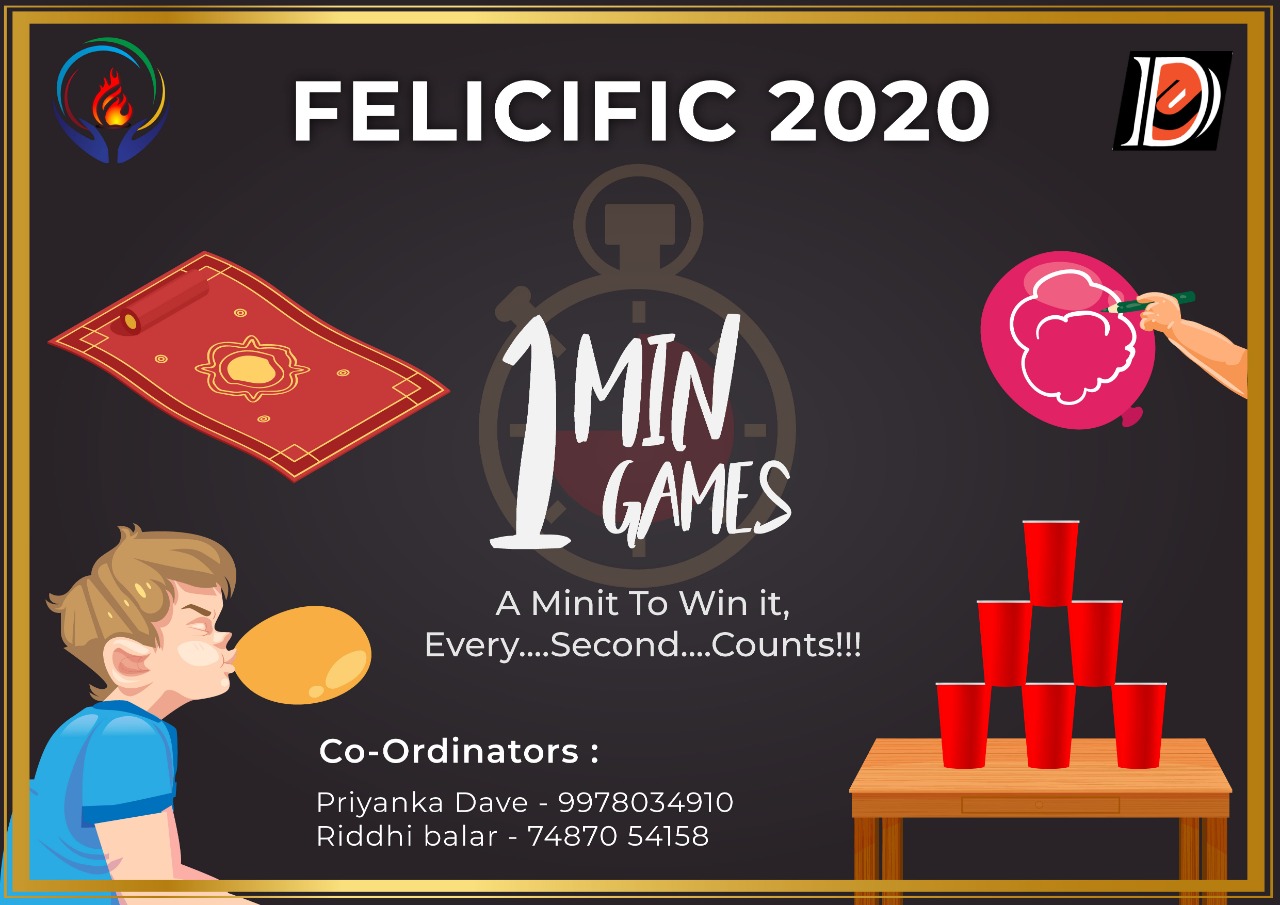 FELICIFIC 2020
1 MIN
GAMES
A Minit To Win it,
Every....Second....Counts!!!
Co-Ordinators :
Priyanka Dave - 9978034910
Riddhi balar - 74870 54158